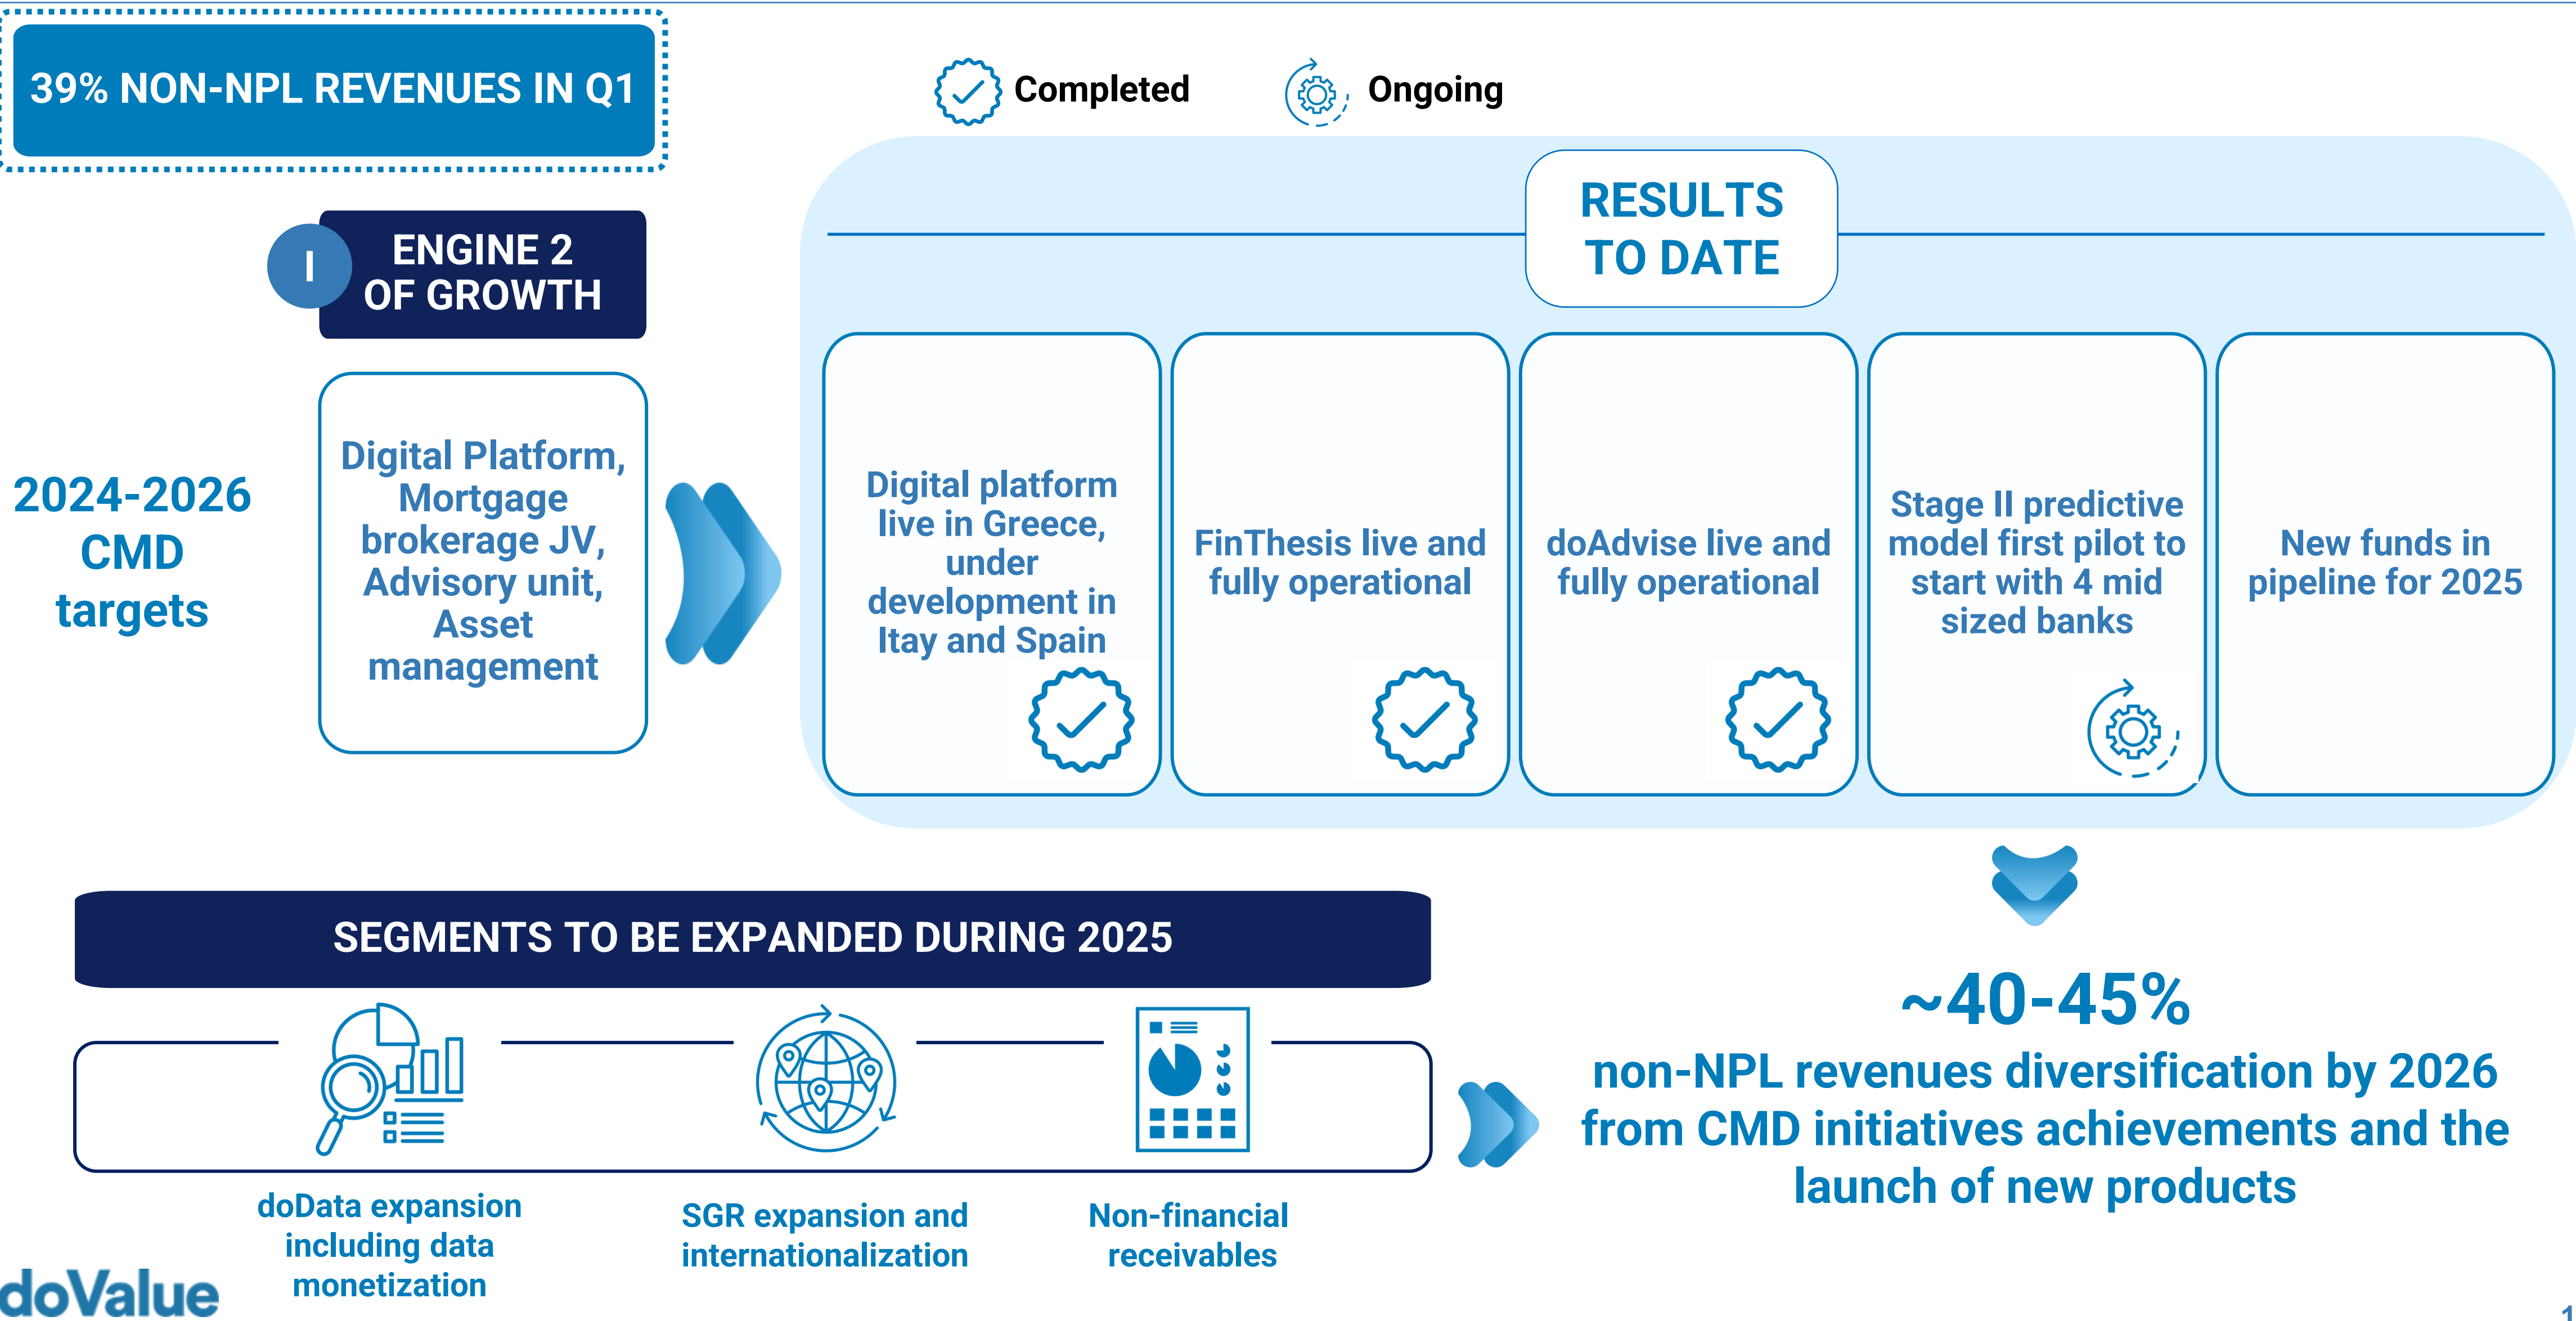 39% NON-NPL REVENUES IN Q1
Completed
Ongoing
RESULTS
TO DATE
I
ENGINE 2
OF GROWTH
2024-2026
CMD
targets
Digital Platform,
Mortgage
brokerage JV,
Advisory unit,
Asset
management
Digital platform
live in Greece,
under
development in
Itay and Spain
FinThesis live and
fully operational
doAdvise live and
fully operational
Stage II predictive
model first pilot to
start with 4 mid
sized banks
New funds in
pipeline for 2025
SEGMENTS TO BE EXPANDED DURING 2025
doData expansion
including data
monetization
SGR expansion and
internationalization
Non-financial
receivables
~40-45%
non-NPL revenues diversification by 2026
from CMD initiatives achievements and the
launch of new products
doValue
1